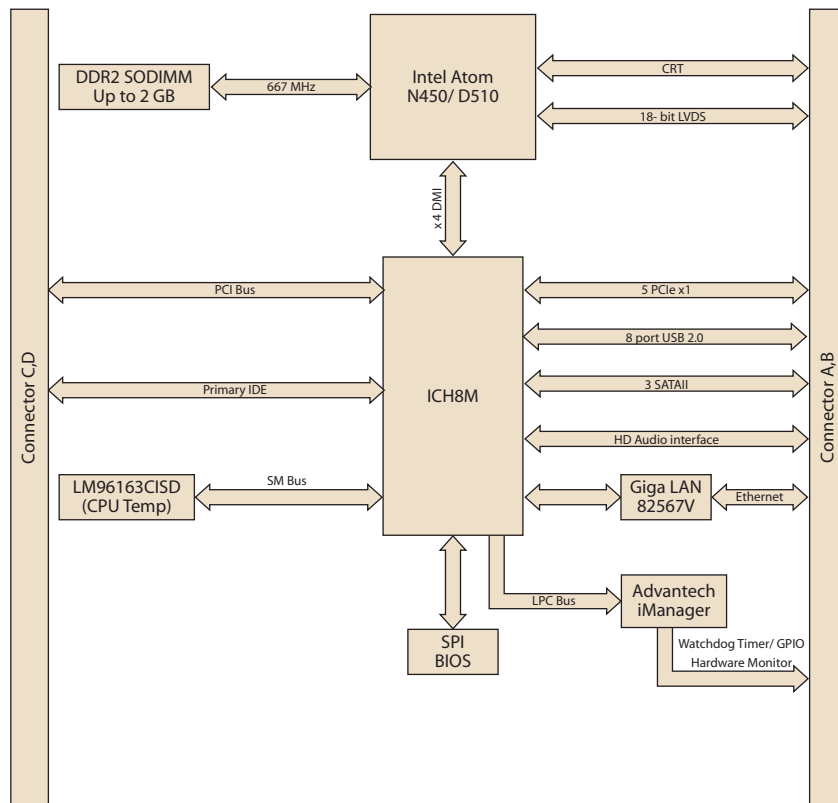 DDR2 SODIMM
Up to 2 GB
667 MHz
Intel Atom
N450/ D510
CRT
18- bit LVDS
x 4 DMI
PCI Bus
5 PCIe x1
8 port USB 2.0
Primary IDE
ICH8M
3 SATAII
HD Audio interface
Connector C,D
Connector A,B
LM96163CISD
(CPU Temp)
SM Bus
Giga LAN
82567V
Ethernet
LPC Bus
Advantech
iManager
SPI
BIOS
Watchdog Timer/ GPIO
Hardware Monitor